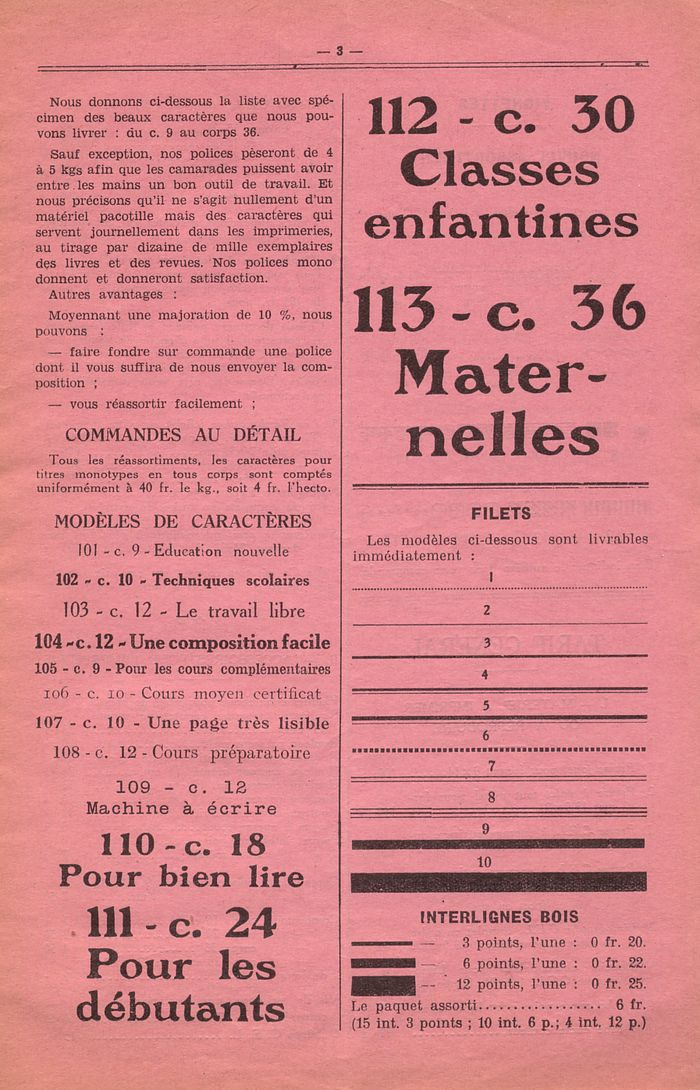 — 3 —
Nous donnons ci-dessous la liste avec spé-
cimen des beaux caractères que nous pou-
vons livrer : du c. 9 au corps 36.
Sauf exception, nos polices pèseront de 4
à 5 kgs afin que les camarades puissent avoir
entre les mains un bon outil de travail. Et
nous précisons qu'il ne s'agit nullement d'un
matériel pacotille mais des caractères qui
servent journellement dans les imprimeries,
au tirage par dizaine de mille exemplaires
des livres et des revues. Nos polices mono
donnent et donneront satisfaction.
Autres avantages :
Moyennant une majoration de 10 %, nous
pouvons :
— faire fondre sur commande une police
dont il vous suffira de nous envoyer la com-
position ;
— vous réassortir facilement ;
COMMANDES AU DÉTAIL
Tous les réassortiments, les caractères pour
titres monotypes en tous corps sont comptés
uniformément à 40 fr. le kg., soit 4 fr. l'hecto.
MODÈLES DE CARACTÈRES
101 - c. 9 - Education nouvelle
102 - c. 10 - Techniques scolaires
103 - c. 12 - Le travail libre
104 - c. 12 - Une composition facile
105 - c. 9 - Pour les cours complémentaires
106 - c. 10 - Cours moyen certificat
107 - c. 10 - Une page très lisible
108 - c. 12 - Cours préparatoire
109 - c. 12
Machine à écrire
110 - c. 18
Pour bien lire
111 - c. 24
Pour les
débutants
112 - c. 30
Classes
enfantines
113 - c. 36
Mater-
nelles
FILETS
Les modèles ci-dessous sont livrables
immédiatement :
1
2
3
4
5
6
7
8
9
10
INTERLIGNES BOIS
— 3 points, l'une : 0 fr. 20.
— 6 points, l'une : 0 fr. 22.
— 12 points, l'une : 0 fr. 25.
Le paquet assorti.................. 6 fr.
(15 int. 3 points ; 10 int. 6 p.; 4 int. 12 p.)